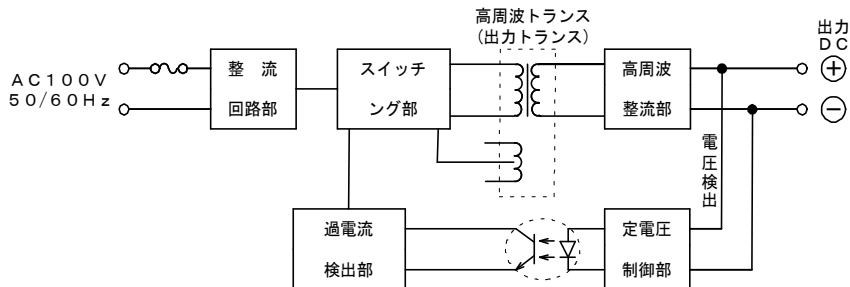 高周波トランス
(出力トランス)
出力
DC
AC100V
50/60Hz
整 流
回路部
スイッチ
ング部
高周波
整流部
＋
－
電圧検出
過電流
検出部
定電圧
制御部